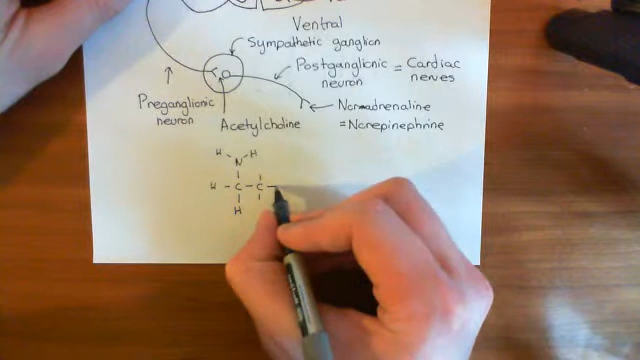 Ventral
Sympathetic ganglion
Postganglionic = Cardiac
neuron nerves
Preganglionic
neuron
Noradrenaline
Acetylcholine = Norepinephrine
H H
N
H - C - C -
H